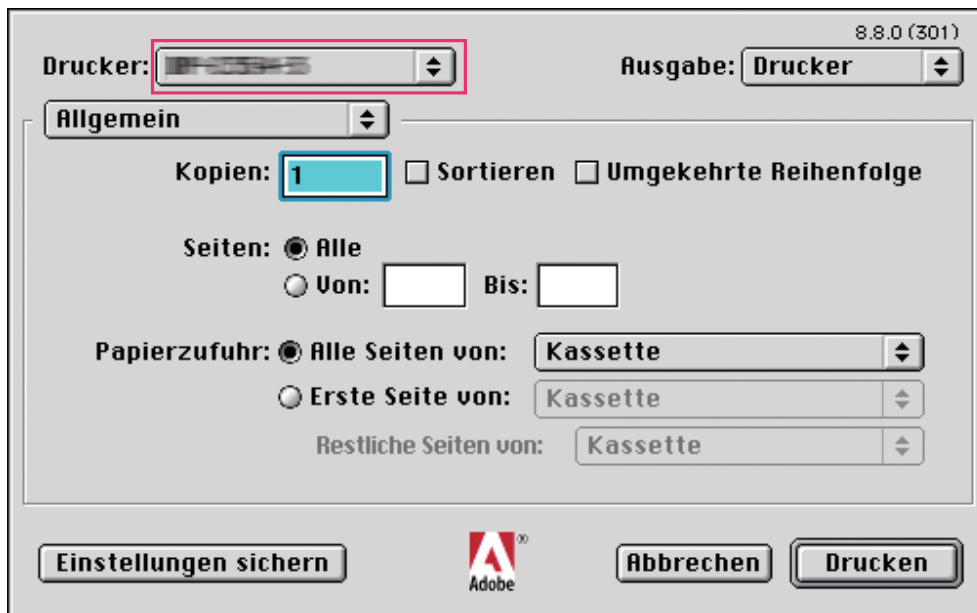 8.8.0 (301)
Drucker: Ausgabe: Drucker
Allgemein
Kopien: 1 Sortieren Umgekehrte Reihenfolge
Seiten: Alle
Von: Bis:
Papierzufuhr: Alle Seiten von: Kassette
Erste Seite von: Kassette
Restliche Seiten von: Kassette
Einstellungen sichern Adobe ® Abbrechen Drucken